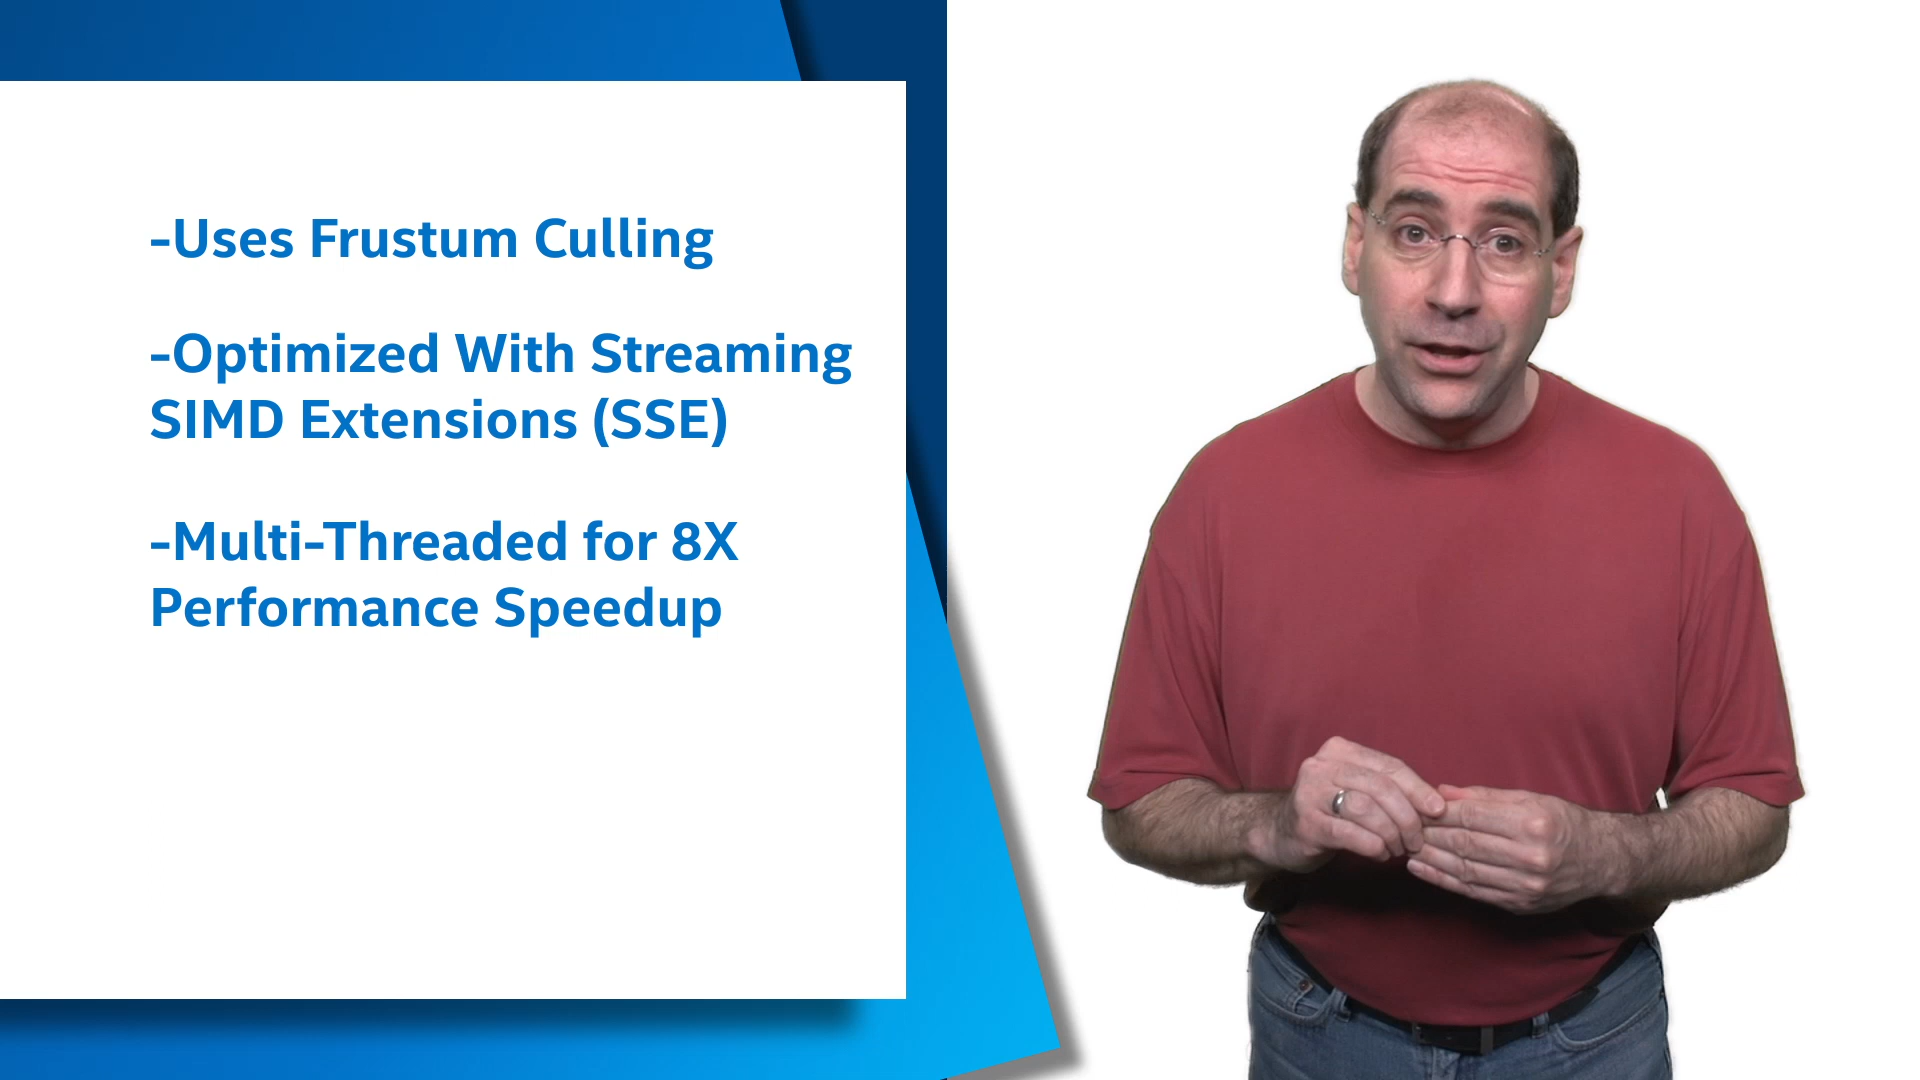 -Uses Frustum Culling
-Optimized With Streaming
SIMD Extensions (SSE)
-Multi-Threaded for 8X
Performance Speedup